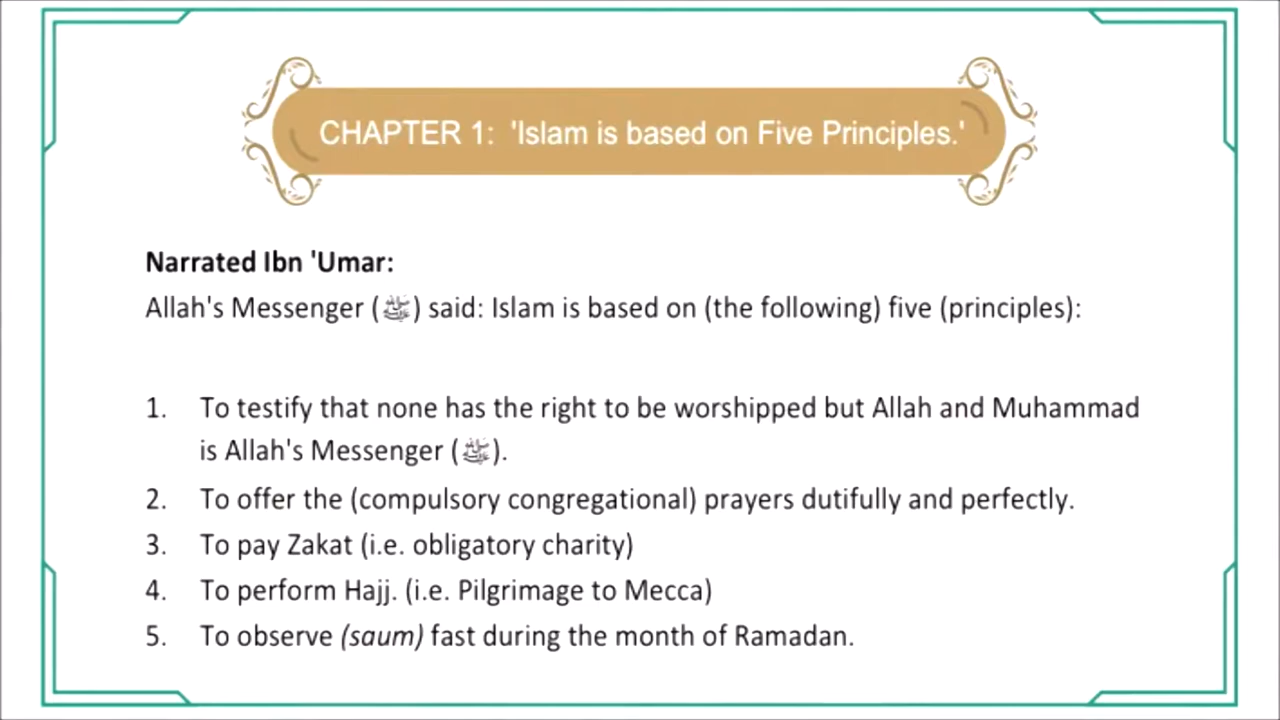 CHAPTER 1: 'Islam is based on Five Principles.'
Narrated Ibn 'Umar:
Allah's Messenger (ﷺ) said: Islam is based on (the following) five (principles):
1. To testify that none has the right to be worshipped but Allah and Muhammad
is Allah's Messenger (ﷺ).
2. To offer the (compulsory congregational) prayers dutifully and perfectly.
3. To pay Zakat (i.e. obligatory charity)
4. To perform Hajj. (i.e. Pilgrimage to Mecca)
5. To observe (saum) fast during the month of Ramadan.